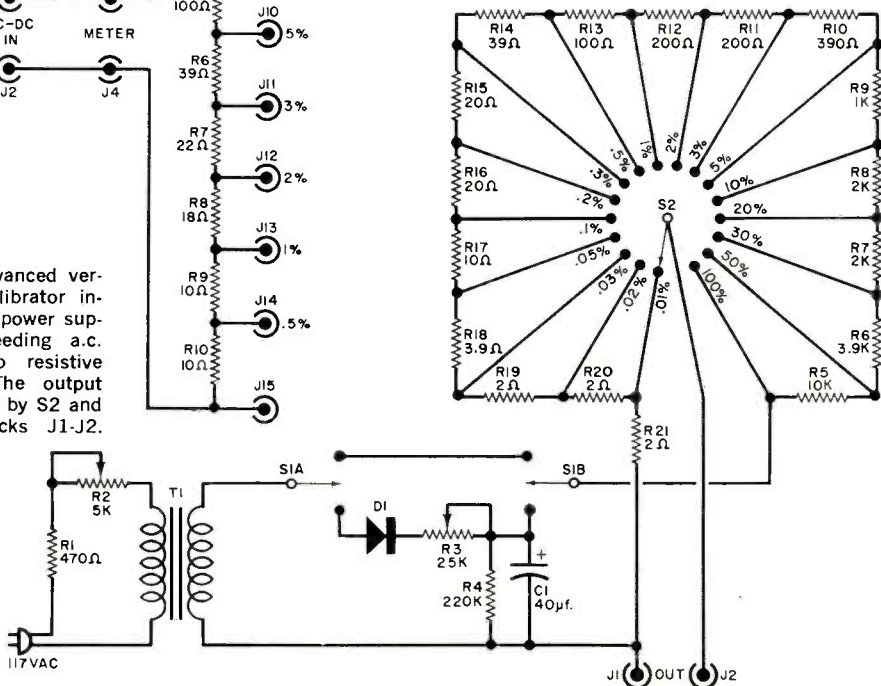 100Ω
C-DC
IN
METER
J2
J4
J10
5%
R6
39Ω
J11
3%
R7
22Ω
J12
2%
R8
18Ω
J13
1%
R9
10Ω
J14
.5%
R10
10Ω
J15
vanced ver-
librator in-
power sup-
eeding a.c.
o resistive
The output
by S2 and
cks J1-J2.
R14
39Ω
R13
100Ω
R12
200Ω
R11
200Ω
R10
390Ω
R15
20Ω
R9
1K
R16
20Ω
R8
2K
R17
10Ω
R7
2K
R18
3.9Ω
R6
3.9K
R19
2Ω
R20
2Ω
R5
10K
R21
2Ω
S2
.01%
.02%
.03%
.05%
.1%
.2%
.3%
.5%
1%
2%
3%
5%
10%
20%
30%
50%
100%
R2
5K
T1
R1
470Ω
117VAC
S1A
S1B
D1
R3
25K
R4
220K
+
C1
40µf.
J1
OUT
J2